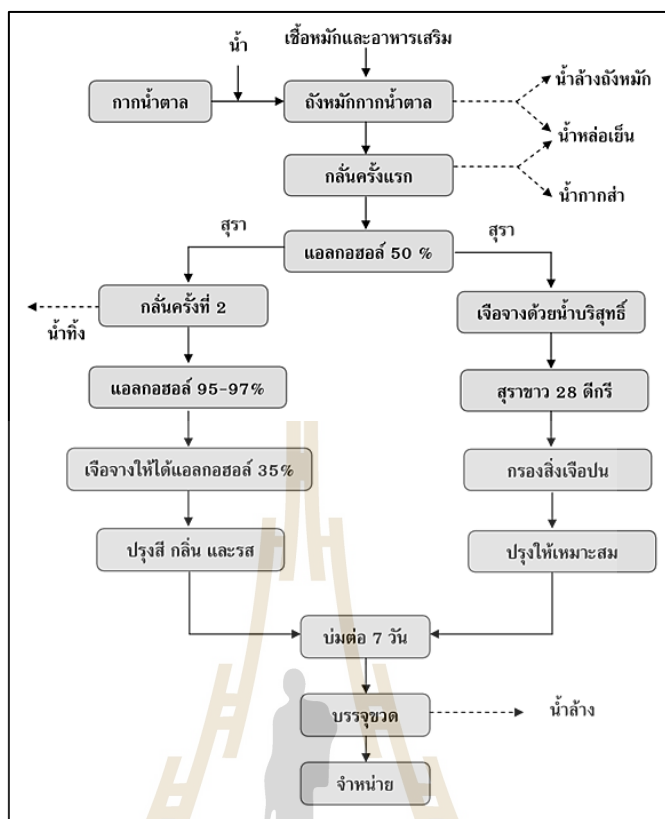 น้ำ
เชื้อหมักและอาหารเสริม
กากน้ำตาล
ถังหมักกากน้ำตาล
น้ำล้างถังหมัก
น้ำหล่อเย็น
กลั่นครั้งแรก
น้ำกากส่า
สุรา
แอลกอฮอล์ 50 %
สุรา
กลั่นครั้งที่ 2
น้ำทิ้ง
เจือจางด้วยน้ำบริสุทธิ์
แอลกอฮอล์ 95-97%
สุราขาว 28 ดีกรี
เจือจางให้ได้แอลกอฮอล์ 35%
กรองสิ่งเจือปน
ปรุงสี กลิ่น และรส
ปรุงให้เหมาะสม
บ่มต่อ 7 วัน
บรรจุขวด
น้ำล้าง
จำหน่าย